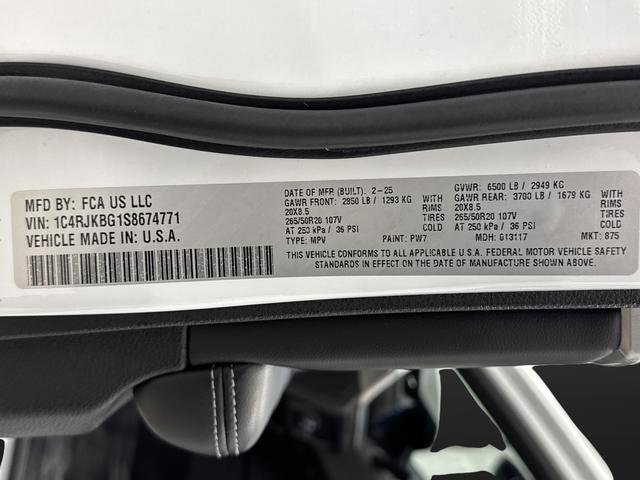 MFD BY: FCA US LLC
VIN: 1C4RJKBG1S8674771
VEHICLE MADE IN: U.S.A.
DATE OF MFR (BUILT): 2-25
GVWR: 6500 LB / 2949 KG
GAWR FRONT: 2850 LB / 1293 KG WITH
GAWR REAR: 3700 LB / 1679 KG WITH
20X8.5 RIMS
20X8.5 RIMS
265/50R20 107V TIRES
265/50R20 107V TIRES
AT 250 kPa / 36 PSI COLD
AT 250 kPa / 36 PSI COLD
TYPE: MPV PAINT: PW7 MDH: 013117 MKT: 875
THIS VEHICLE CONFORMS TO ALL APPLICABLE U.S.A. FEDERAL MOTOR VEHICLE SAFETY
STANDARDS IN EFFECT ON THE DATE OF MANUFACTURE SHOWN ABOVE.